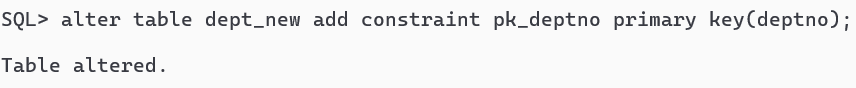 SQL> alter table dept_new add constraint pk_deptno primary key(deptno);
Table altered.